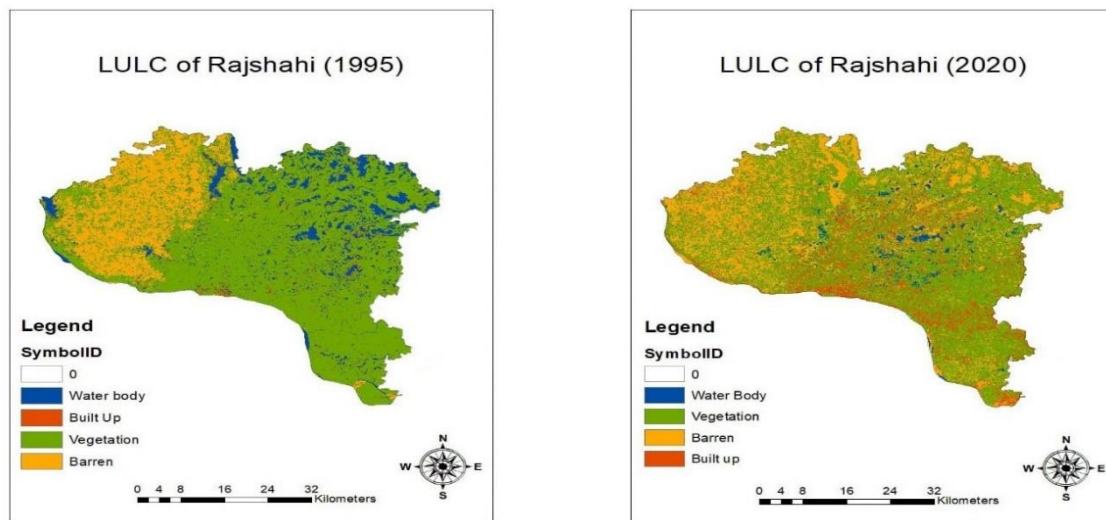 LULC of Rajshahi (1995)
Legend
SymbolID
0
Water body
Built Up
Vegetation
Barren
N
W E
S
0 4 8 16 24 32
Kilometers
LULC of Rajshahi (2020)
Legend
SymbolID
0
Water Body
Vegetation
Barren
Built up
N
W E
S
0 4 8 16 24 32
Kilometers